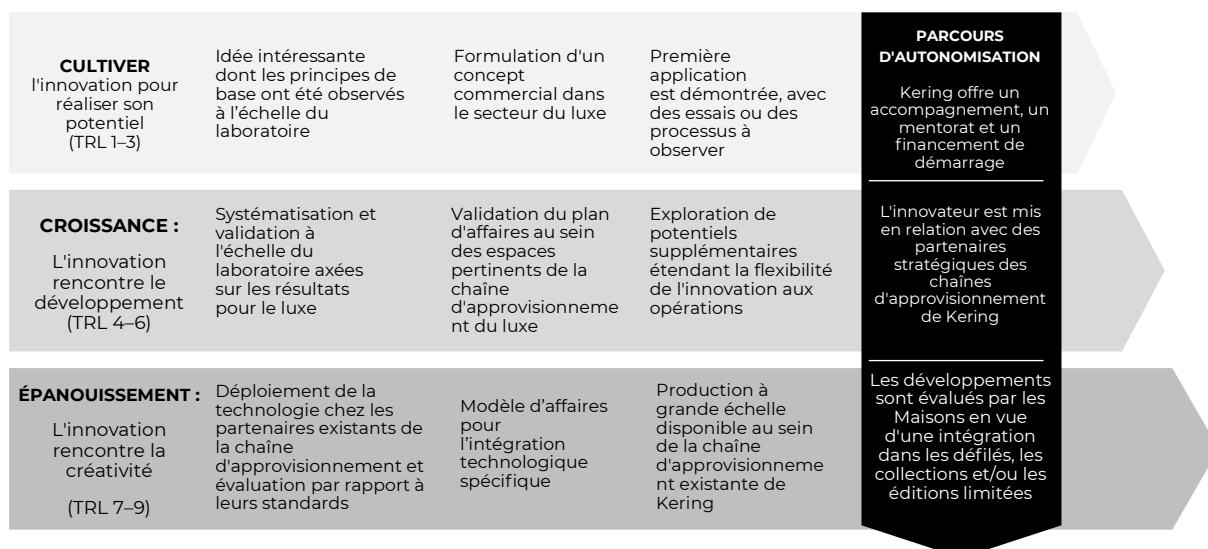 CULTIVER
l'innovation pour
réaliser son
potentiel
(TRL 1–3)
Idée intéressante
dont les principes de
base ont été observés
à l’échelle du
laboratoire
Formulation d'un
concept
commercial dans
le secteur du luxe
Première
application
est démontrée, avec
des essais ou des
processus à
observer
PARCOURS
D'AUTONOMISATION
Kering offre un
accompagnement, un
mentorat et un
financement de
démarrage
CROISSANCE :
L'innovation
rencontre le
développement
(TRL 4–6)
Systématisation et
validation à
l'échelle du
laboratoire axées
sur les résultats
pour le luxe
Validation du plan
d'affaires au sein
des espaces
pertinents de la
chaîne
d'approvisionneme
nt du luxe
Exploration de
potentiels
supplémentaires
étendant la flexibilité
de l'innovation aux
opérations
L'innovateur est mis
en relation avec des
partenaires
stratégiques des
chaînes
d'approvisionnement
de Kering
ÉPANOUISSEMENT :
L'innovation
rencontre la
créativité
(TRL 7–9)
Déploiement de la
technologie chez les
partenaires existants de
la chaîne
d'approvisionnement et
évaluation par rapport à
leurs standards
Modèle d’affaires
pour
l’intégration
technologique
spécifique
Production à
grande échelle
disponible au sein
de la chaîne
d'approvisionneme
nt existante de
Kering
Les développements
sont évalués par les
Maisons en vue
d'une intégration
dans les défilés, les
collections et/ou les
éditions limitées